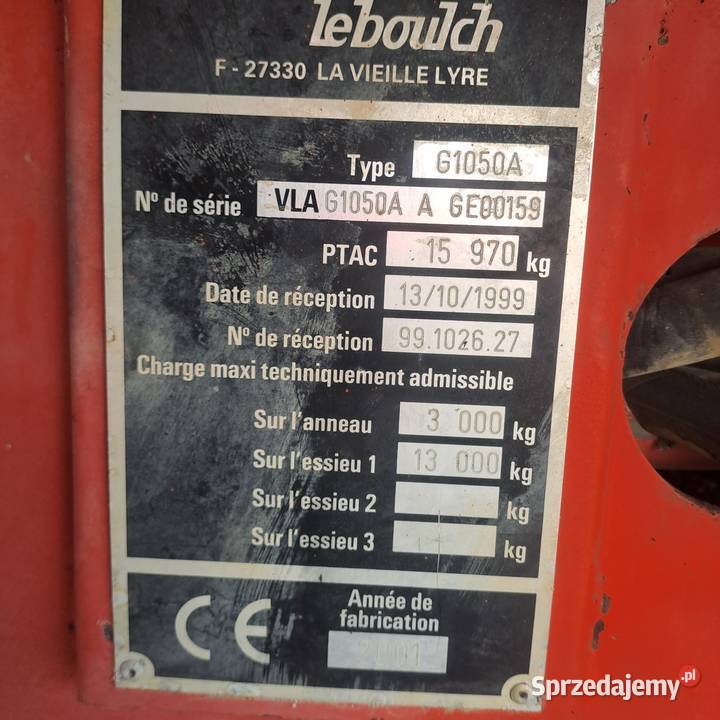 Leboulch
F - 27330 LA VIEILLE LYRE
Type G1050A
N° de série VLA G1050A A GE00159
PTAC 15 970 kg
Date de réception 13/10/1999
N° de réception 99.1026.27
Charge maxi techniquement admissible
Sur l'anneau 3 000 kg
Sur l'essieu 1 13 000 kg
Sur l'essieu 2 kg
Sur l'essieu 3 - kg
CE
Année de
fabrication
2001
Sprzedajemy.pl